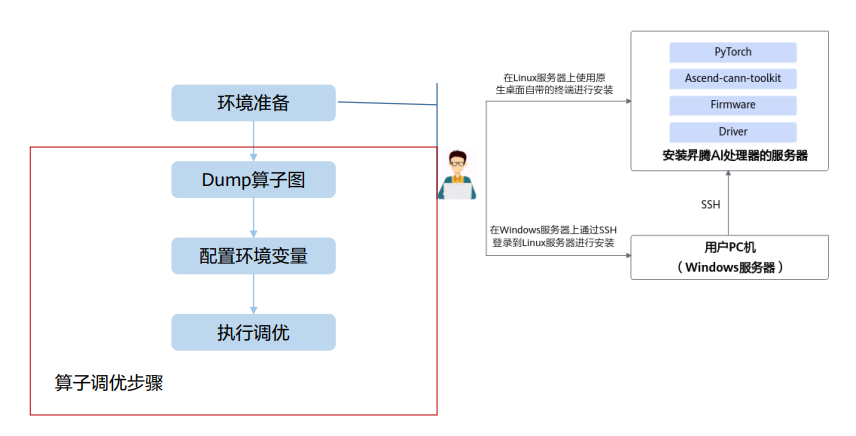 环境准备
Dump算子图
配置环境变量
执行调优
算子调优步骤
在Linux服务器上使用原
生桌面自带的终端进行安装
在Windows服务器上通过SSH
登录到Linux服务器进行安装
PyTorch
Ascend-cann-toolkit
Firmware
Driver
安装昇腾AI处理器的服务器
SSH
用户PC机
（ Windows服务器 ）